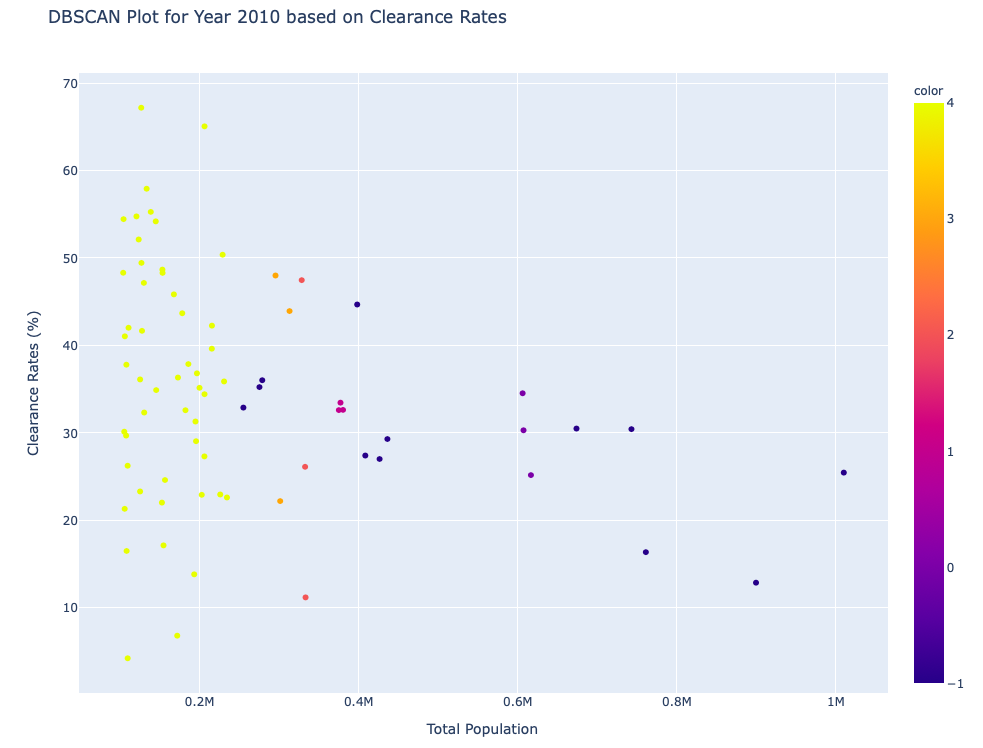 DBSCAN Plot for Year 2010 based on Clearance Rates
color
4
3
2
1
0
−1
70
60
50
40
30
20
10
Clearance Rates (%)
0.2M
0.4M
0.6M
0.8M
1M
Total Population